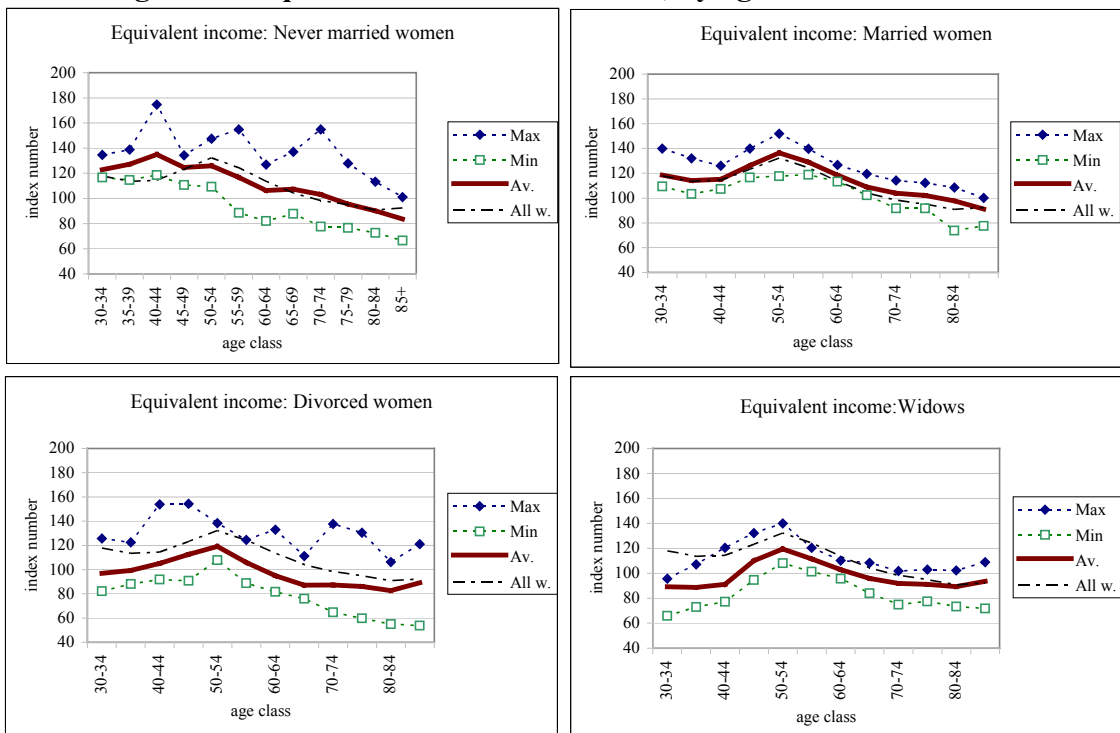 Equivalent income: Never married women
200
180
160
140
120
100
80
60
40
index number
30-34
35-39
40-44
45-49
50-54
55-59
60-64
65-69
70-74
75-79
80-84
85+
age class
Max
Min
Av.
All w.
Equivalent income: Married women
200
180
160
140
120
100
80
60
40
index number
30-34
40-44
50-54
60-64
70-74
80-84
age class
Max
Min
Av.
All w.
Equivalent income: Divorced women
200
180
160
140
120
100
80
60
40
index number
30-34
40-44
50-54
60-64
70-74
80-84
age class
Max
Min
Av.
All w.
Equivalent income:Widows
200
180
160
140
120
100
80
60
40
index number
30-34
40-44
50-54
60-64
70-74
80-84
age class
Max
Min
Av.
All w.